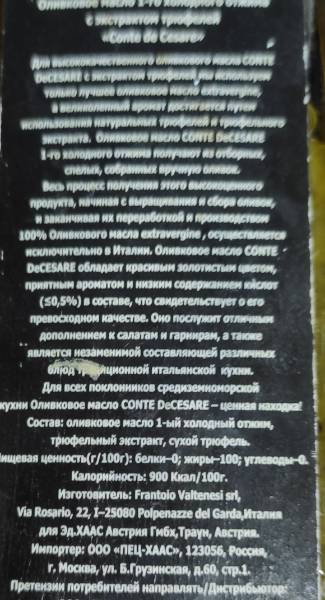 Оливковое масло 1-го холодного отжима
с экстрактом трюфелей
«Conte de Cesare»
Для высококачественного оливкового масла CONTE
DeCESARE с экстрактом трюфелей мы используем
только лучшее оливковое масло extravergine,
а великолепный аромат достигается путем
использования натуральных трюфелей и трюфельного
экстракта. Оливковое масло CONTE DeCESARE
1-го холодного отжима получают из отборных,
спелых, собранных вручную оливок.
Весь процесс получения этого высокоценного
продукта, начиная с выращивания и сбора оливок,
и заканчивая их переработкой и производством
100% Оливкового масла extravergine , осуществляется
исключительно в Италии. Оливковое масло CONTE
DeCESARE обладает красивым золотистым цветом,
приятным ароматом и низким содержанием кислот
(≤0,5%) в составе, что свидетельствует о его
превосходном качестве. Оно послужит отличным
дополнением к салатам и гарнирам, а также
является незаменимой составляющей различных
блюд традиционной итальянской кухни.
Для всех поклонников средиземноморской
кухни Оливковое масло CONTE DeCESARE – ценная находка!
Состав: оливковое масло 1-ый холодный отжим,
трюфельный экстракт, сухой трюфель.
Пищевая ценность(г/100г): белки–0; жиры–100; углеводы–0.
Калорийность: 900 Ккал/100г.
Изготовитель: Frantoio Valtenesi srl,
Via Rosario, 22, I–25080 Polpenazze del Garda,Италия
для Эд.ХААС Австрия Гмбх,Траун, Австрия.
Импортер: ООО «ПЕЦ-ХААС», 123056, Россия,
г. Москва, ул. Б.Грузинская, д.60, стр.1.
Претензии потребителей направлять/Дистрибьютор: